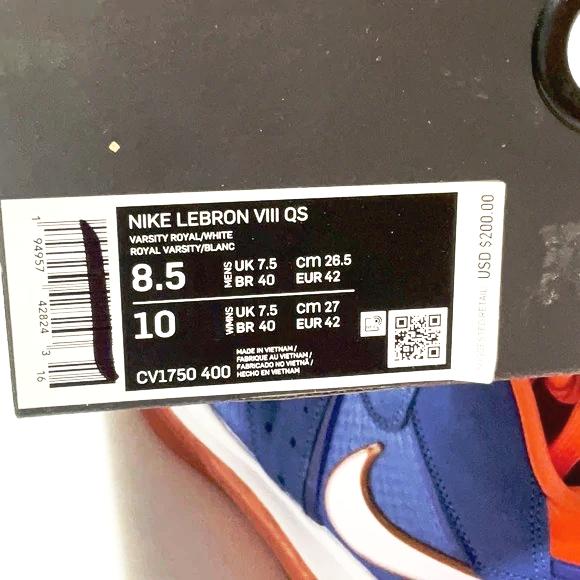 NIKE LEBRON VIII QS
VARSITY ROYAL/WHITE
ROYAL VARSITY/BLANC
8.5 MENS UK 7.5 cm 26.5
BR 40 EUR 42
10 WMNS UK 7.5 cm 27
BR 40 EUR 42
CV1750 400
MADE IN VIETNAM /
FABRIQUE AU VIETNAM /
FABRICADO NO VIETNÃ /
HECHO EN VIETNAM
1 94957 42824 3 16
USD $200.00